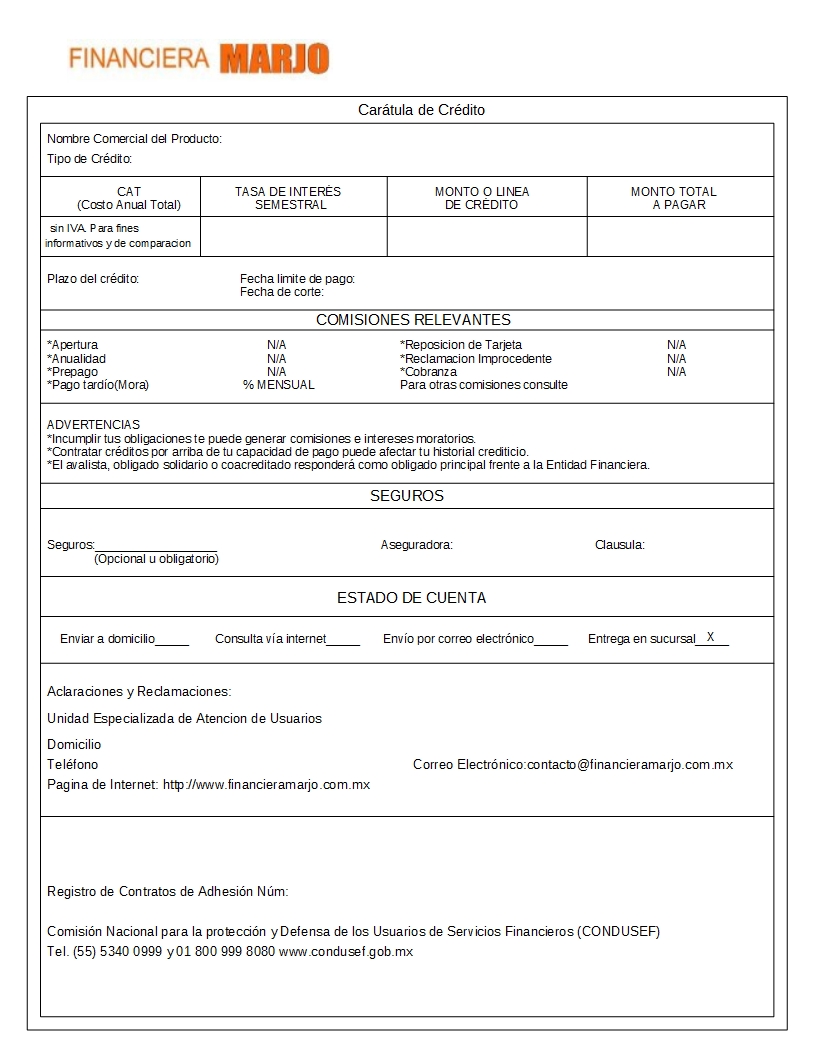 FINANCIERA MARJO
Carátula de Crédito
Nombre Comercial del Producto:
Tipo de Crédito:
CAT
(Costo Anual Total)
TASA DE INTERÈS
SEMESTRAL
MONTO O LINEA
DE CRÈDITO
MONTO TOTAL
A PAGAR
sin IVA. Para fines
informativos y de comparacion
Plazo del crédito:
Fecha limite de pago:
Fecha de corte:
COMISIONES RELEVANTES
*Apertura N/A *Reposicion de Tarjeta N/A
*Anualidad N/A *Reclamacion Improcedente N/A
*Prepago N/A *Cobranza N/A
*Pago tardío(Mora) % MENSUAL Para otras comisiones consulte
ADVERTENCIAS
*Incumplir tus obligaciones te puede generar comisiones e intereses moratorios.
*Contratar créditos por arriba de tu capacidad de pago puede afectar tu historial crediticio.
*El avalista, obligado solidario o coacreditado responderá como obligado principal frente a la Entidad Financiera.
SEGUROS
Seguros:__________________ Aseguradora: Clausula:
(Opcional u obligatorio)
ESTADO DE CUENTA
Enviar a domicilio_____ Consulta vía internet_____ Envío por correo electrónico_____ Entrega en sucursal__X__
Aclaraciones y Reclamaciones:
Unidad Especializada de Atencion de Usuarios
Domicilio
Teléfono Correo Electrónico:contacto@financieramarjo.com.mx
Pagina de Internet: http://www.financieramarjo.com.mx
Registro de Contratos de Adhesión Núm:
Comisión Nacional para la protección y Defensa de los Usuarios de Servicios Financieros (CONDUSEF)
Tel. (55) 5340 0999 y 01 800 999 8080 www.condusef.gob.mx